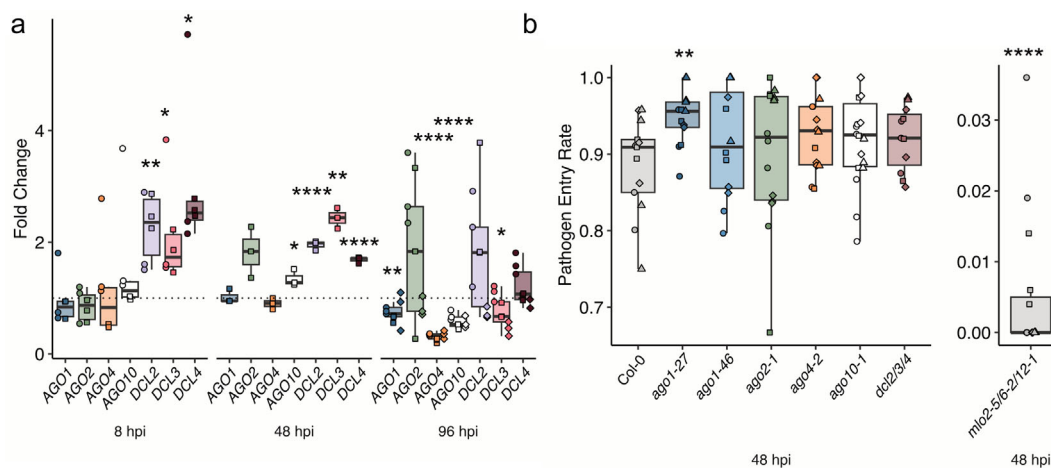 a
b
*
*
**
*
****
**
****
**
****
****
*
**
****
Fold Change
4
2
0
AGO1
AGO2
AGO4
AGO10
DCL2
DCL3
DCL4
AGO1
AGO2
AGO4
AGO10
DCL2
DCL3
DCL4
AGO1
AGO2
AGO4
AGO10
DCL2
DCL3
DCL4
8 hpi
48 hpi
96 hpi
Pathogen Entry Rate
1.0
0.9
0.8
0.7
Col-0
ago1-27
ago1-46
ago2-1
ago4-2
ago10-1
dcl2/3/4
48 hpi
0.03
0.02
0.01
0.00
mlo2-5/6-2/12-1
48 hpi